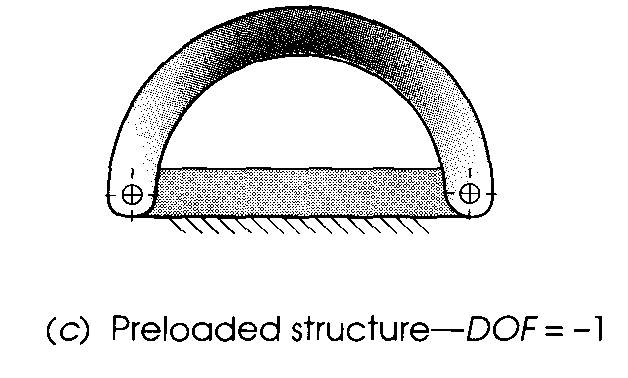 (c) Preloaded structure—DOF = –1